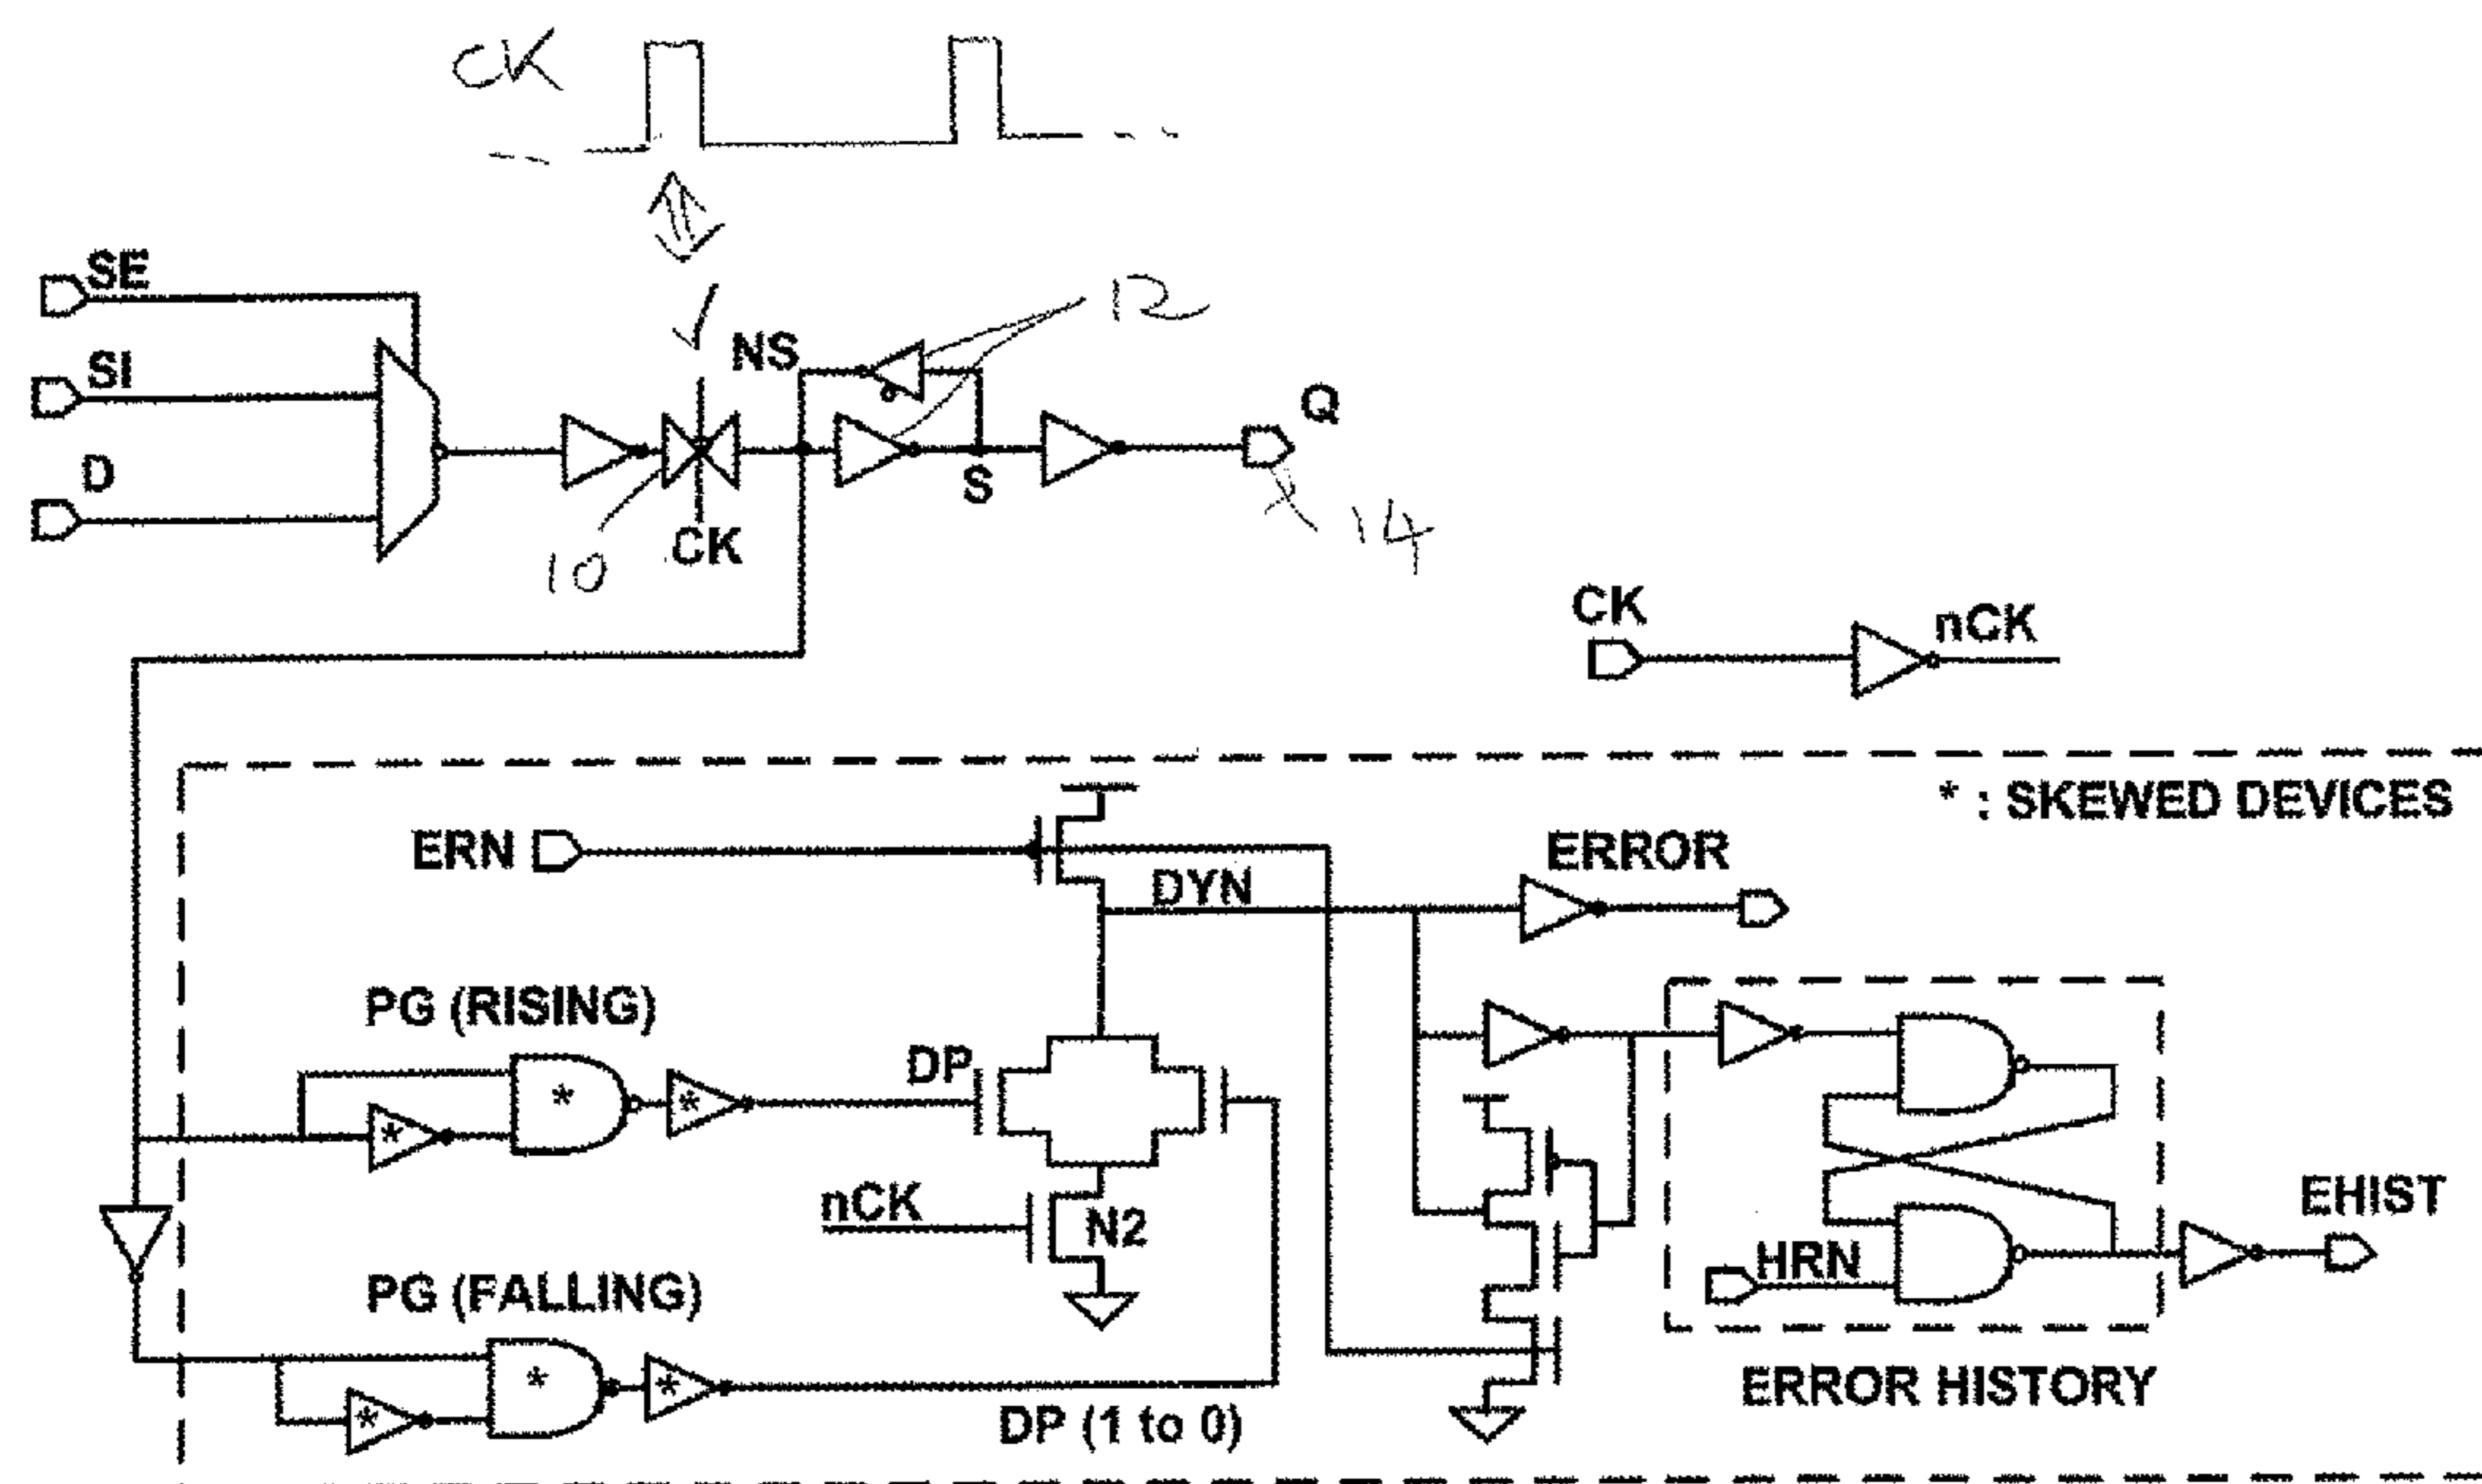 CK
SE
SI
D
NS
12
Q
S
14
10
CK
CK
nCK
* : SKEWED DEVICES
ERN
DYN
ERROR
PG (RISING)
*
*
*
DP
nCK
N2
HRN
EHIST
PG (FALLING)
*
*
*
DP (1 to 0)
ERROR HISTORY